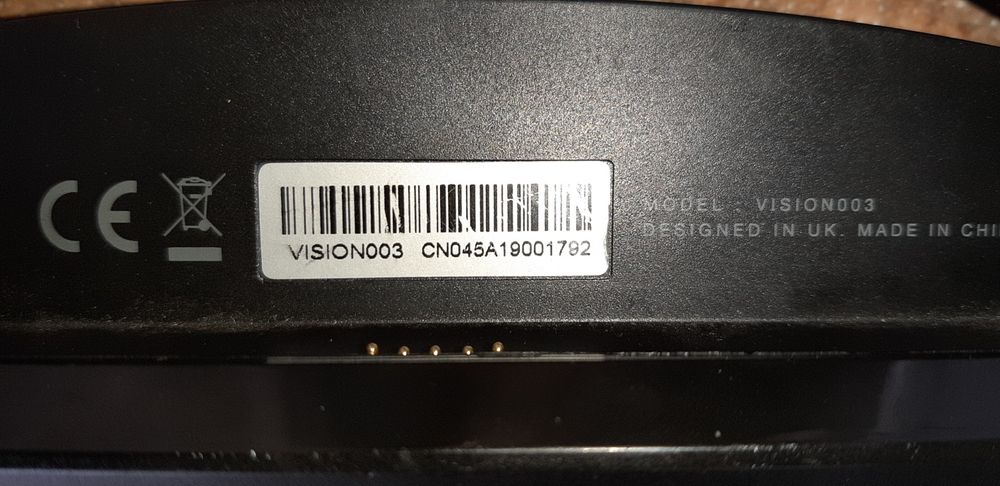 CE
VISION003 CN045A19001792
MODEL : VISION003
DESIGNED IN UK. MADE IN CHI